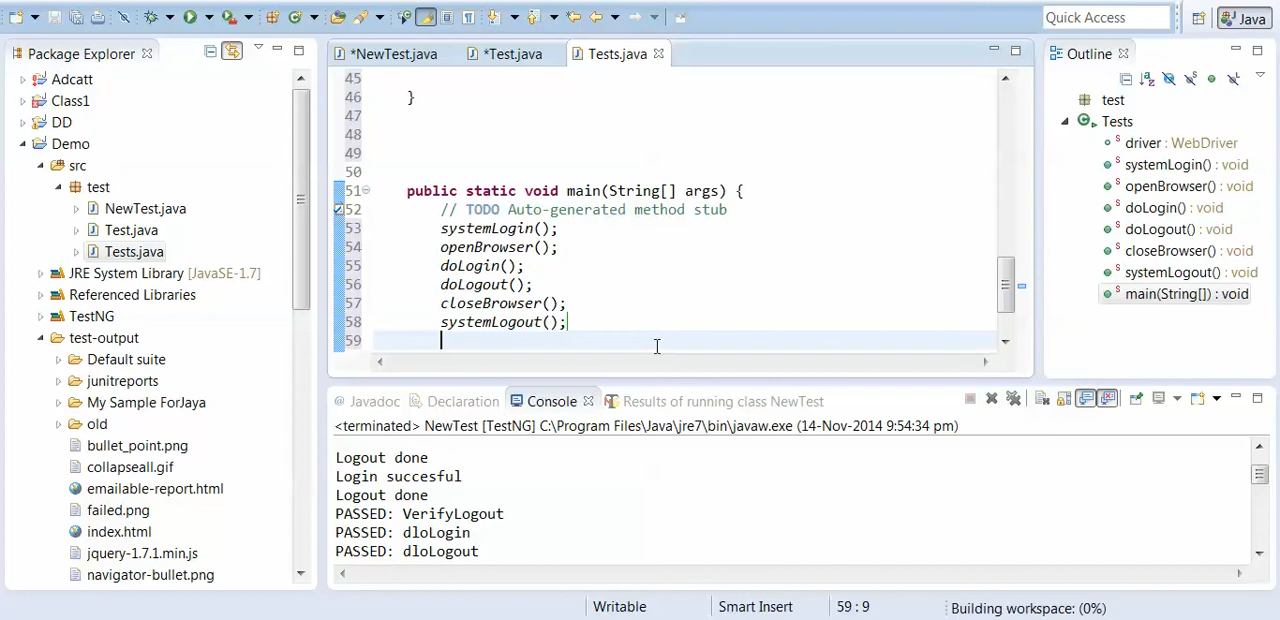 Quick Access
Java
Package Explorer
Adcatt
Class1
DD
Demo
src
test
NewTest.java
Test.java
Tests.java
JRE System Library [JavaSE-1.7]
Referenced Libraries
TestNG
test-output
Default suite
junitreports
My Sample ForJaya
old
bullet_point.png
collapseall.gif
emailable-report.html
failed.png
index.html
jquery-1.7.1.min.js
navigator-bullet.png
*NewTest.java
*Test.java
Tests.java
45
46 }
47
48
49
50
51 public static void main(String[] args) {
52 // TODO Auto-generated method stub
53 systemLogin();
54 openBrowser();
55 doLogin();
56 doLogout();
57 closeBrowser();
58 systemLogout();
59
Outline
test
Tests
driver : WebDriver
systemLogin() : void
openBrowser() : void
doLogin() : void
doLogout() : void
closeBrowser() : void
systemLogout() : void
main(String[]) : void
Javadoc
Declaration
Console
Results of running class NewTest
<terminated> NewTest [TestNG] C:\Program Files\Java\jre7\bin\javaw.exe (14-Nov-2014 9:54:34 pm)
Logout done
Login succesful
Logout done
PASSED: VerifyLogout
PASSED: dloLogin
PASSED: dloLogout
Writable
Smart Insert
59 : 9
Building workspace: (0%)